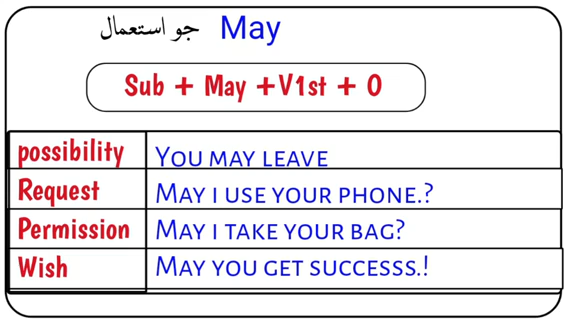 May جو استعمال
Sub + May +V1st + O
possibility You may leave
Request May i use your phone.?
Permission May i take your bag?
Wish May you get successs.!